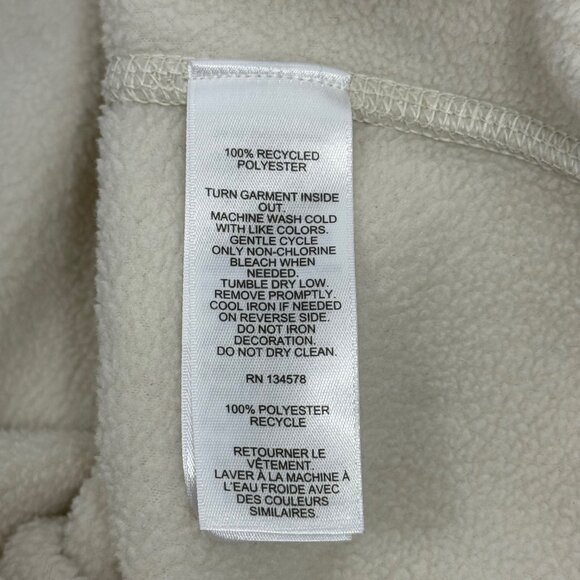 100% RECYCLED
POLYESTER
TURN GARMENT INSIDE
OUT.
MACHINE WASH COLD
WITH LIKE COLORS.
GENTLE CYCLE
ONLY NON-CHLORINE
BLEACH WHEN
NEEDED.
TUMBLE DRY LOW.
REMOVE PROMPTLY.
COOL IRON IF NEEDED
ON REVERSE SIDE.
DO NOT IRON
DECORATION.
DO NOT DRY CLEAN.
RN 134578
100% POLYESTER
RECYCLE
RETOURNER LE
VÊTEMENT.
LAVER À LA MACHINE À
L'EAU FROIDE AVEC
DES COULEURS
SIMILAIRES.